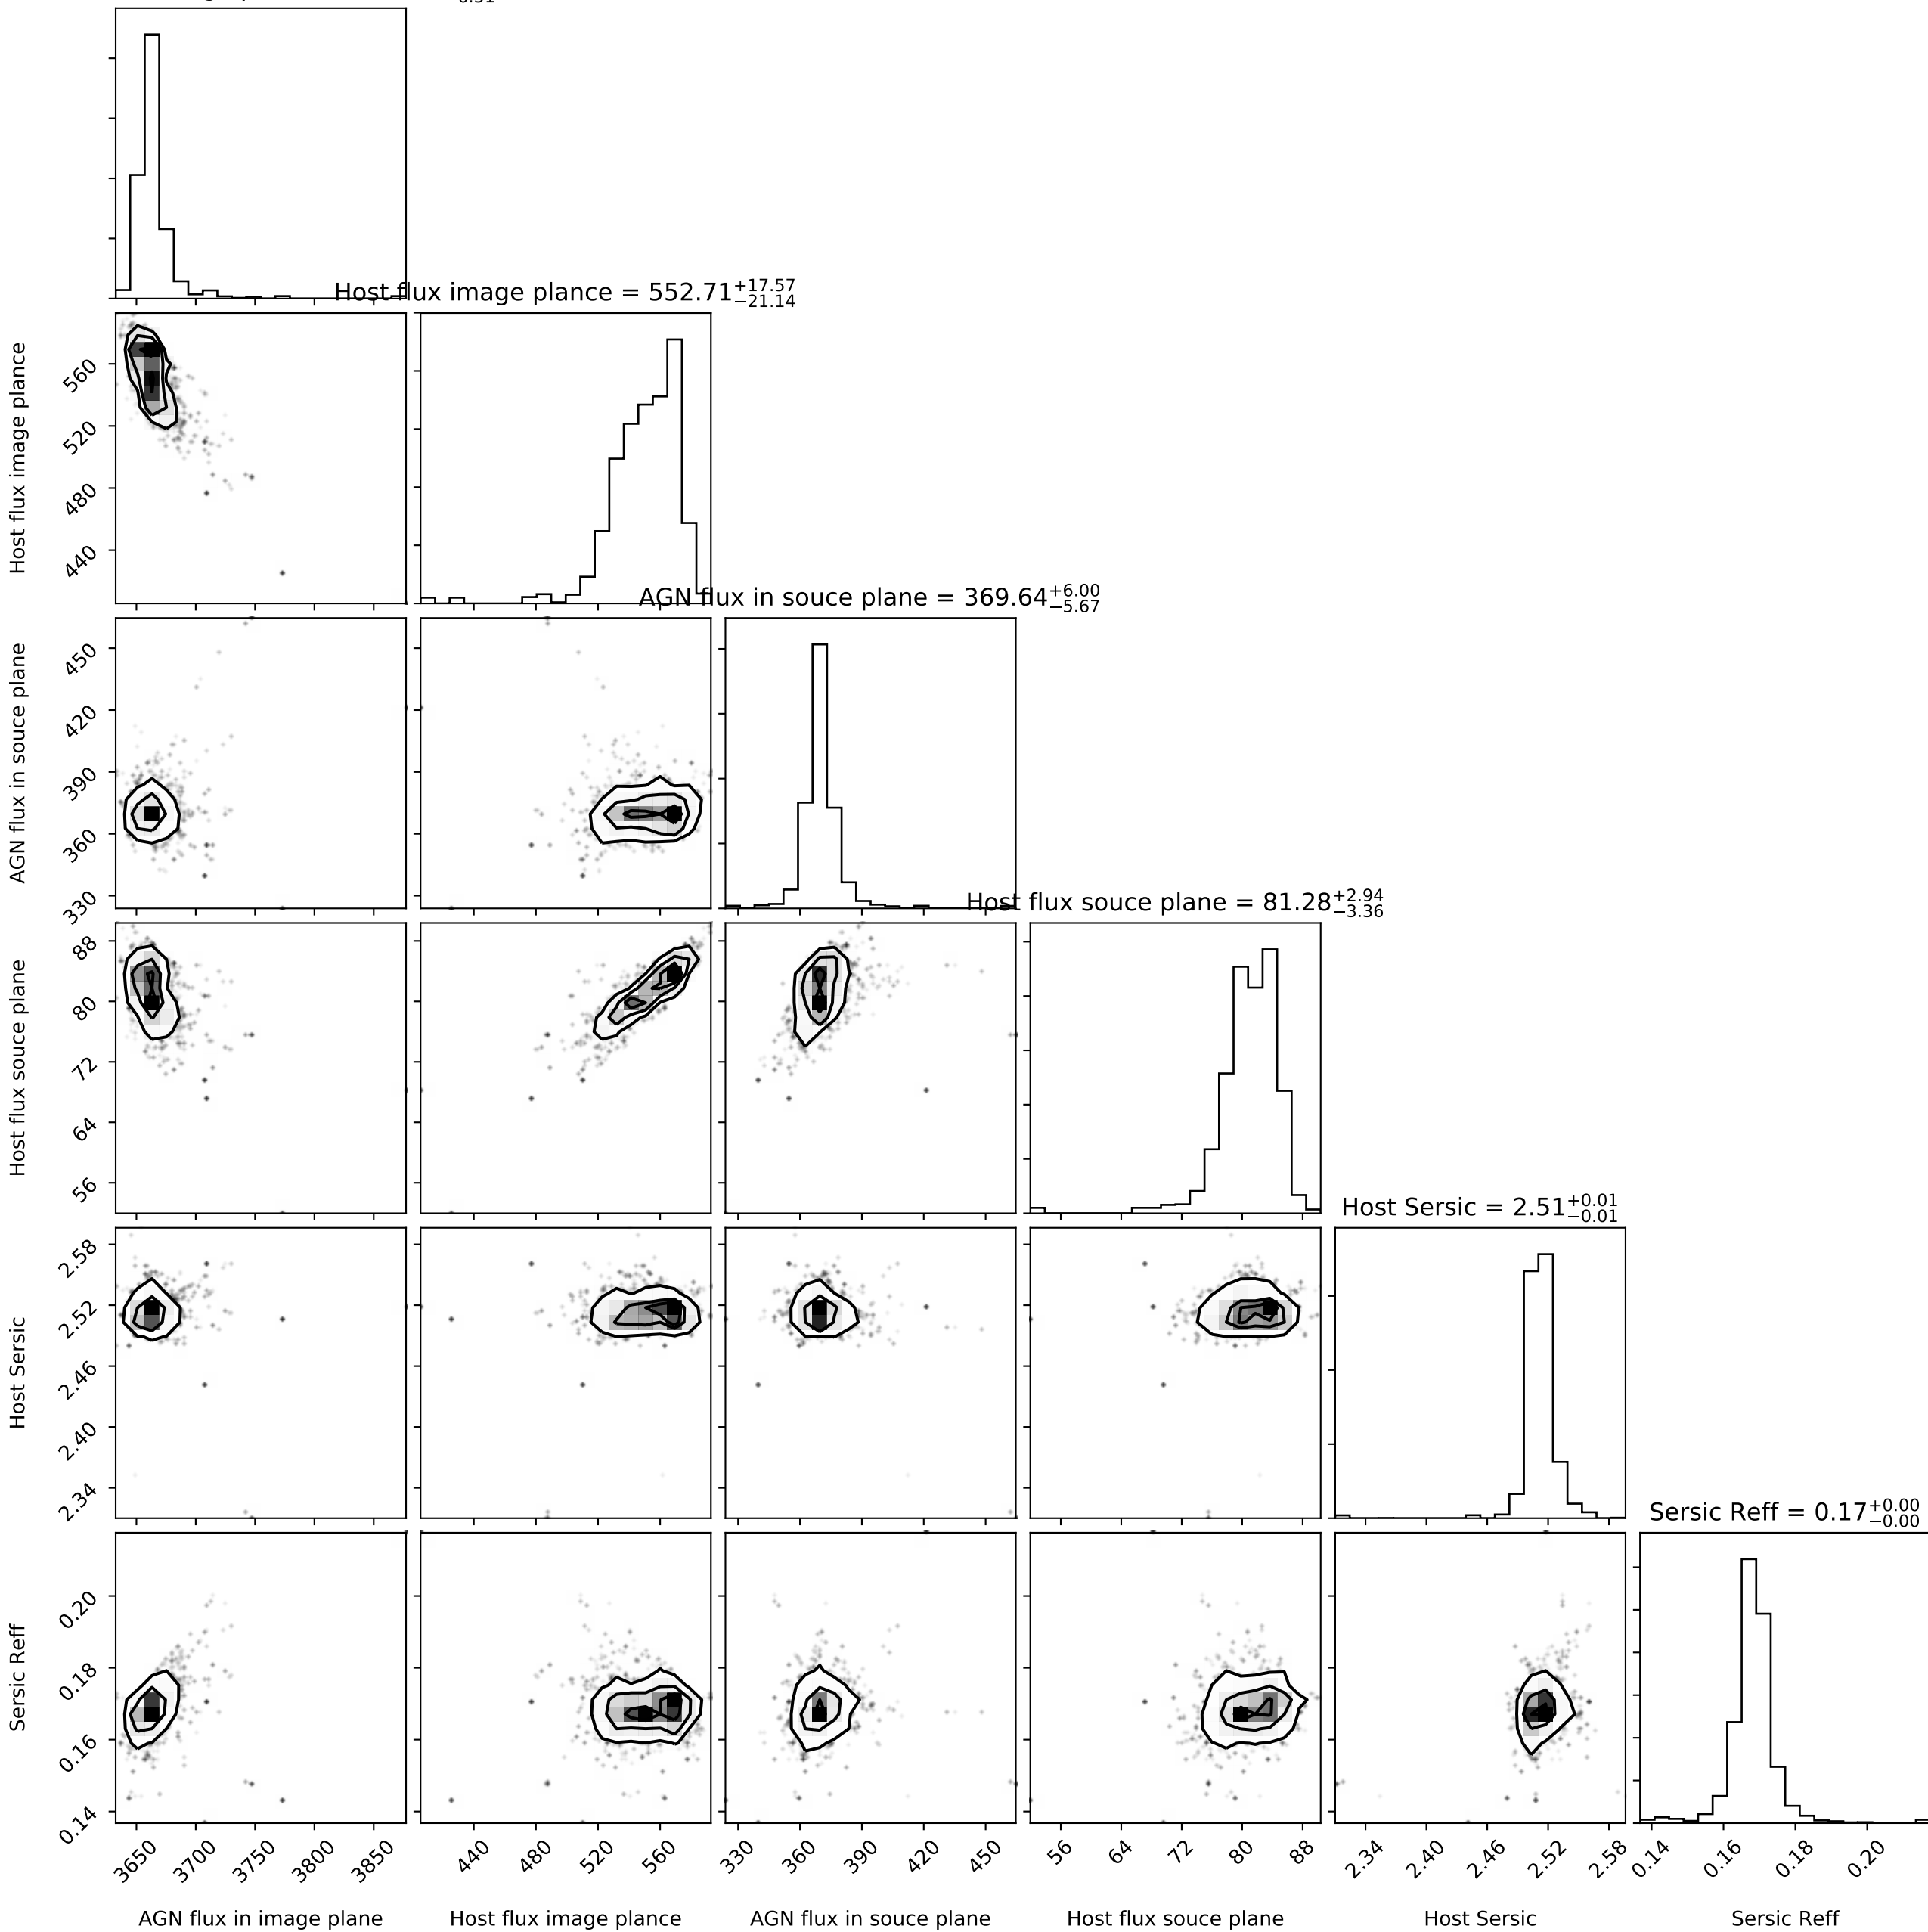 Host flux image plance = 552.71 +17.57 −21.14
AGN flux in souce plane = 369.64 +6.00 −5.67
Host flux souce plane = 81.28 +2.94 −3.36
Host Sersic = 2.51 +0.01 −0.01
Sersic Reff = 0.17 +0.00 −0.00
Host flux image plance
560
520
480
440
AGN flux in souce plane
450
420
390
360
330
Host flux souce plane
88
80
72
64
56
Host Sersic
2.58
2.52
2.46
2.40
2.34
Sersic Reff
0.20
0.18
0.16
0.14
3650 3700 3750 3800 3850
440 480 520 560
330 360 390 420 450
56 64 72 80 88
2.34 2.40 2.46 2.52 2.58
0.14 0.16 0.18 0.20
AGN flux in image plane
Host flux image plance
AGN flux in souce plane
Host flux souce plane
Host Sersic
Sersic Reff